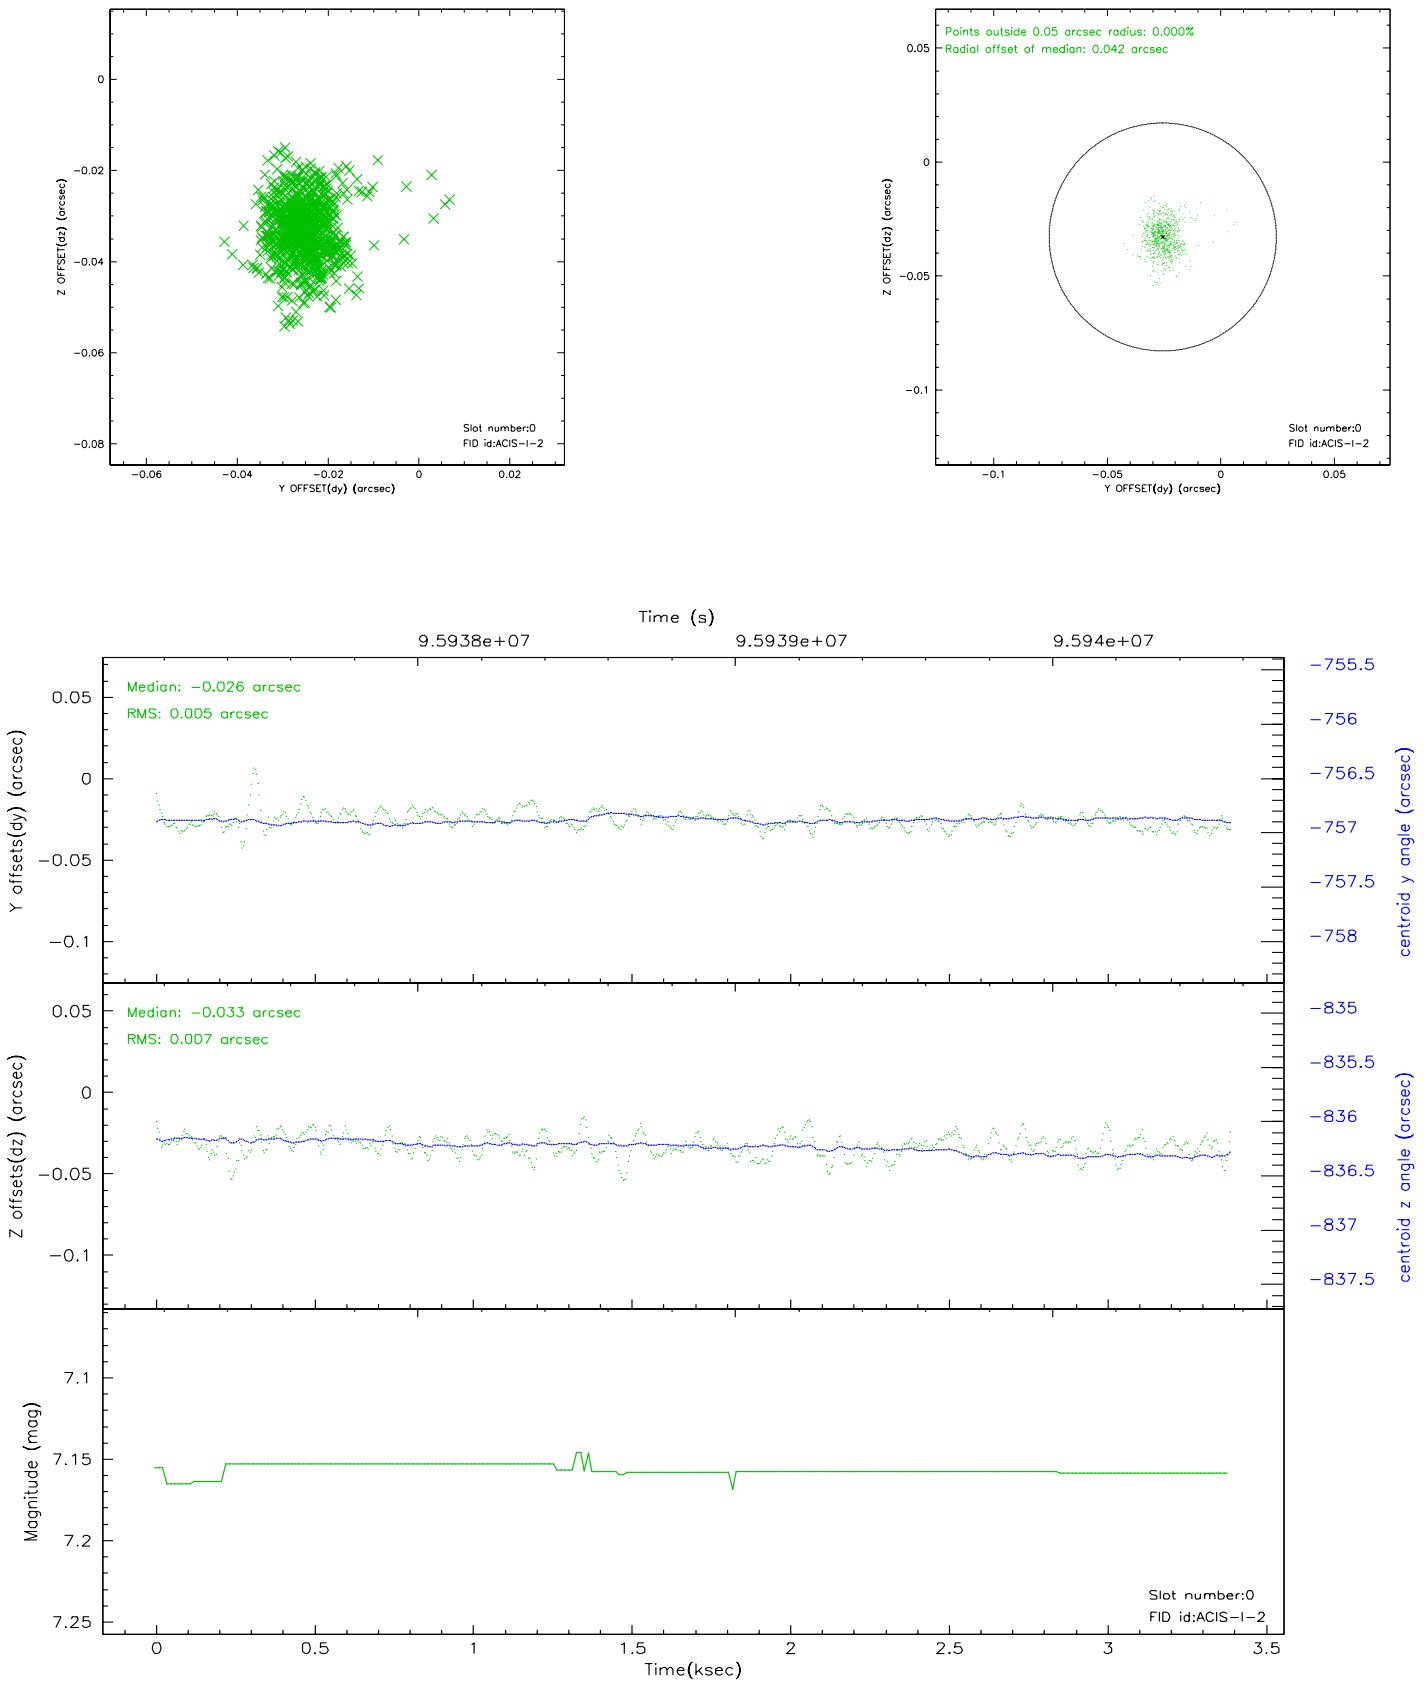 0
−0.02
−0.04
−0.06
−0.08
Z OFFSET(dz) (arcsec)
Slot number:0
FID id:ACIS−I−2
−0.06 −0.04 −0.02 0 0.02
Y OFFSET(dy) (arcsec)
Points outside 0.05 arcsec radius: 0.000%
Radial offset of median: 0.042 arcsec
0.05
0
−0.05
−0.1
Z OFFSET(dz) (arcsec)
Slot number:0
FID id:ACIS−I−2
−0.1 −0.05 0 0.05
Y OFFSET(dy) (arcsec)
Time (s)
9.5938e+07 9.5939e+07 9.594e+07
Median: −0.026 arcsec
RMS: 0.005 arcsec
0.05
0
−0.05
−0.1
Y offsets(dy) (arcsec)
−755.5
−756
−756.5
−757
−757.5
−758
centroid y angle (arcsec)
Median: −0.033 arcsec
RMS: 0.007 arcsec
0.05
0
−0.05
−0.1
Z offsets(dz) (arcsec)
−835
−835.5
−836
−836.5
−837
−837.5
centroid z angle (arcsec)
7.1
7.15
7.2
7.25
Magnitude (mag)
Slot number:0
FID id:ACIS−I−2
0 0.5 1 1.5 2 2.5 3 3.5
Time(ksec)